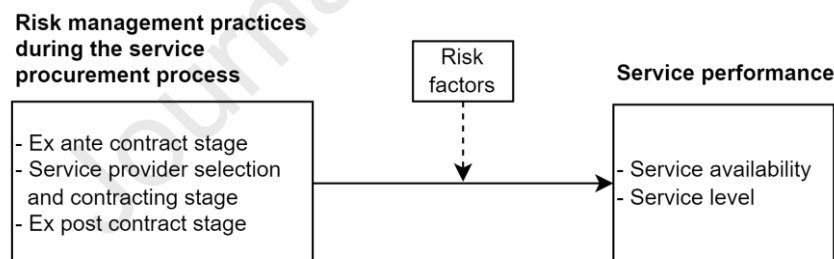 Risk management practices
during the service
procurement process
Risk
factors
Service performance
- Ex ante contract stage
- Service provider selection
and contracting stage
- Ex post contract stage
- Service availability
- Service level
Journa